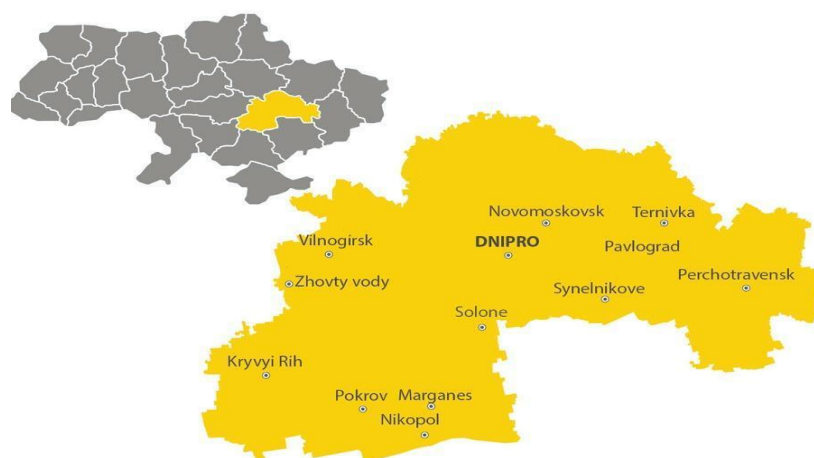 Novomoskovsk
Ternivka
Vilnogirsk
DNIPRO
Pavlograd
Zhovty vody
Perchotravensk
Synelnikove
Solone
Kryvyi Rih
Pokrov
Marganes
Nikopol